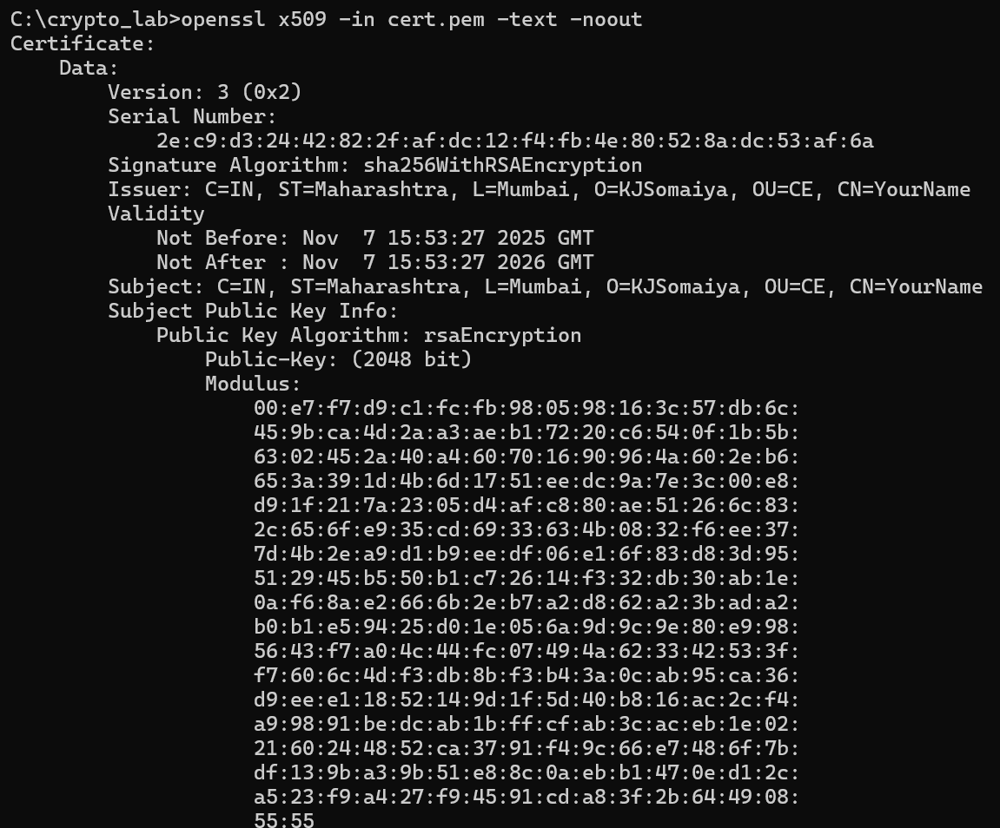 C:\crypto_lab>openssl x509 -in cert.pem -text -noout
Certificate:
    Data:
        Version: 3 (0x2)
        Serial Number:
            2e:c9:d3:24:42:82:2f:af:dc:12:f4:fb:4e:80:52:8a:dc:53:af:6a
        Signature Algorithm: sha256WithRSAEncryption
        Issuer: C=IN, ST=Maharashtra, L=Mumbai, O=KJSomaiya, OU=CE, CN=YourName
        Validity
            Not Before: Nov  7 15:53:27 2025 GMT
            Not After : Nov  7 15:53:27 2026 GMT
        Subject: C=IN, ST=Maharashtra, L=Mumbai, O=KJSomaiya, OU=CE, CN=YourName
        Subject Public Key Info:
            Public Key Algorithm: rsaEncryption
                Public-Key: (2048 bit)
                Modulus:
                    00:e7:f7:d9:c1:fc:fb:98:05:98:16:3c:57:db:6c:
                    45:9b:ca:4d:2a:a3:ae:b1:72:20:c6:54:0f:1b:5b:
                    63:02:45:2a:40:a4:60:70:16:90:96:4a:60:2e:b6:
                    65:3a:39:1d:4b:6d:17:51:ee:dc:9a:7e:3c:00:e8:
                    d9:1f:21:7a:23:05:d4:af:c8:80:ae:51:26:6c:83:
                    2c:65:6f:e9:35:cd:69:33:63:4b:08:32:f6:ee:37:
                    7d:4b:2e:a9:d1:b9:ee:df:06:e1:6f:83:d8:3d:95:
                    51:29:45:b5:50:b1:c7:26:14:f3:32:db:30:ab:1e:
                    0a:f6:8a:e2:66:6b:2e:b7:a2:d8:62:a2:3b:ad:a2:
                    b0:b1:e5:94:25:d0:1e:05:6a:9d:9c:9e:80:e9:98:
                    56:43:f7:a0:4c:44:fc:07:49:4a:62:33:42:53:3f:
                    f7:60:6c:4d:f3:db:8b:f3:b4:3a:0c:ab:95:ca:36:
                    d9:ee:e1:18:52:14:9d:1f:5d:40:b8:16:ac:2c:f4:
                    a9:98:91:be:dc:ab:1b:ff:cf:ab:3c:ac:eb:1e:02:
                    21:60:24:48:52:ca:37:91:f4:9c:66:e7:48:6f:7b:
                    df:13:9b:a3:9b:51:e8:8c:0a:eb:b1:47:0e:d1:2c:
                    a5:23:f9:a4:27:f9:45:91:cd:a8:3f:2b:64:49:08:
                    55:55